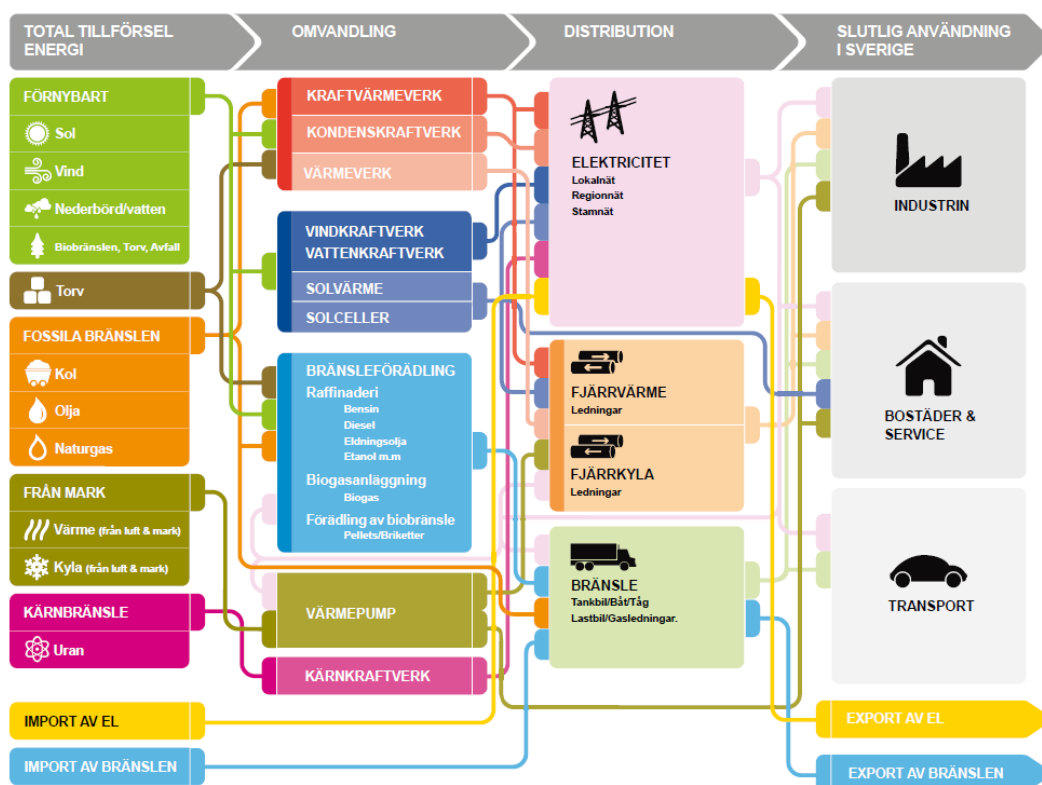 TOTAL TILLFÖRSEL
ENERGI
OMVANDLING
DISTRIBUTION
SLUTLIG ANVÄNDNING
I SVERIGE
FÖRNYBART
Sol
Vind
Nederbörd/vatten
Biobränslen, Torv, Avfall
Torv
FOSSILA BRÄNSLEN
Kol
Olja
Naturgas
FRÅN MARK
Värme (från luft & mark)
Kyla (från luft & mark)
KÄRNBRÄNSLE
Uran
IMPORT AV EL
IMPORT AV BRÄNSLEN
KRAFTVÄRMEVERK
KONDENSKRAFTVERK
VÄRMEVERK
VINDKRAFTVERK
VATTENKRAFTVERK
SOLVÄRME
SOLCELLER
BRÄNSLEFÖRÄDLING
Raffinaderi
Bensin
Diesel
Eldningsolja
Etanol m.m
Biogasanläggning
Biogas
Förädling av biobränsle
Pellets/Briketter
VÄRMEPUMP
KÄRNKRAFTVERK
ELEKTRICITET
Lokalnät
Regionnät
Stamnät
FJÄRRVÄRME
Ledningar
FJÄRRKYLA
Ledningar
BRÄNSLE
Tankbil/Båt/Tåg
Lastbil/Gasledningar.
INDUSTRIN
BOSTÄDER &
SERVICE
TRANSPORT
EXPORT AV EL
EXPORT AV BRÄNSLEN